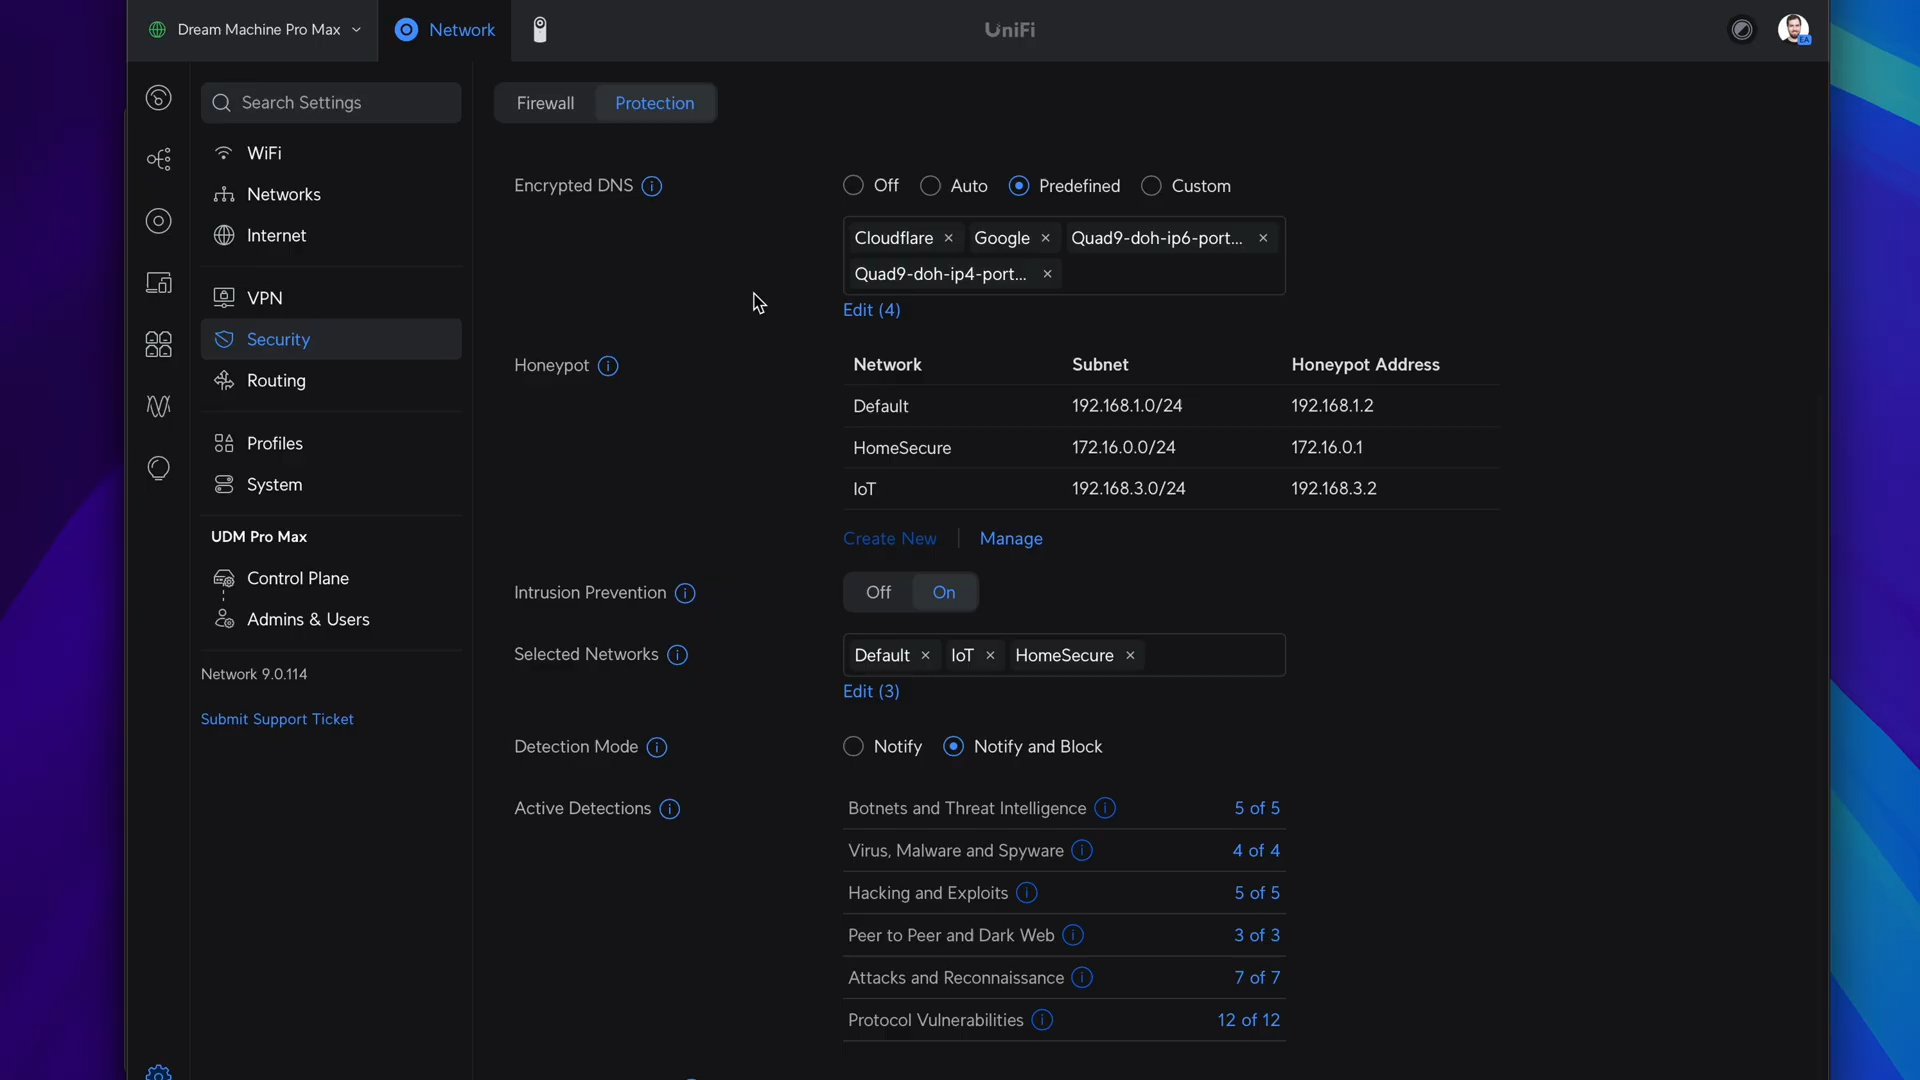 Dream Machine Pro Max
Network
UniFi
EA
Search Settings
WiFi
Networks
Internet
VPN
Security
Routing
Profiles
System
UDM Pro Max
Control Plane
Admins & Users
Network 9.0.114
Submit Support Ticket
Firewall Protection
Encrypted DNS Off Auto Predefined Custom
Cloudflare × Google × Quad9-doh-ip6-port... ×
Quad9-doh-ip4-port... ×
Edit (4)
Honeypot Network Subnet Honeypot Address
Default 192.168.1.0/24 192.168.1.2
HomeSecure 172.16.0.0/24 172.16.0.1
IoT 192.168.3.0/24 192.168.3.2
Create New | Manage
Intrusion Prevention Off On
Selected Networks Default × IoT × HomeSecure ×
Edit (3)
Detection Mode Notify Notify and Block
Active Detections Botnets and Threat Intelligence 5 of 5
Virus, Malware and Spyware 4 of 4
Hacking and Exploits 5 of 5
Peer to Peer and Dark Web 3 of 3
Attacks and Reconnaissance 7 of 7
Protocol Vulnerabilities 12 of 12